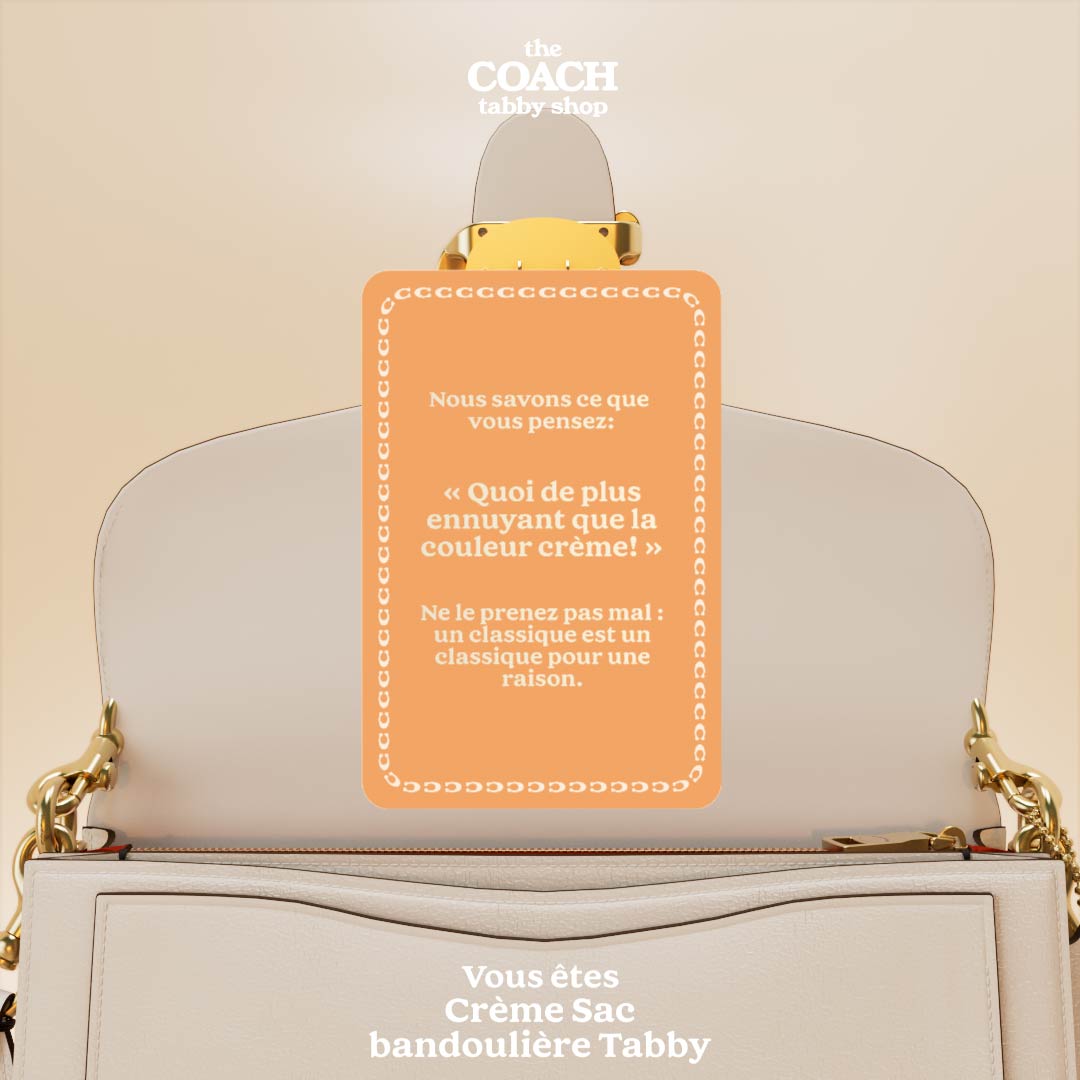 the
COACH
tabby shop
Nous savons ce que
vous pensez:
« Quoi de plus
ennuyant que la
couleur crème! »
Ne le prenez pas mal :
un classique est un
classique pour une
raison.
Vous êtes
Crème Sac
bandoulière Tabby